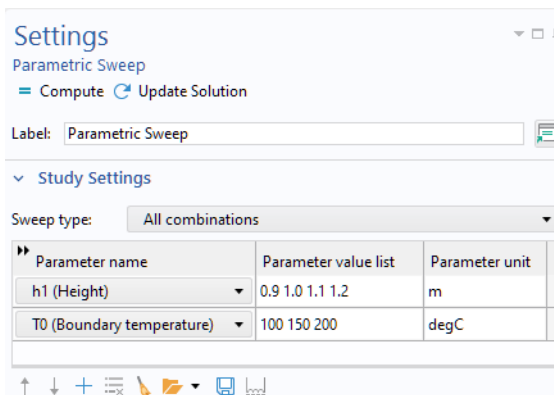 Settings
Parametric Sweep
= Compute Update Solution
Label: Parametric Sweep
Study Settings
Sweep type: All combinations
Parameter name Parameter value list Parameter unit
h1 (Height) 0.9 1.0 1.1 1.2 m
T0 (Boundary temperature) 100 150 200 degC